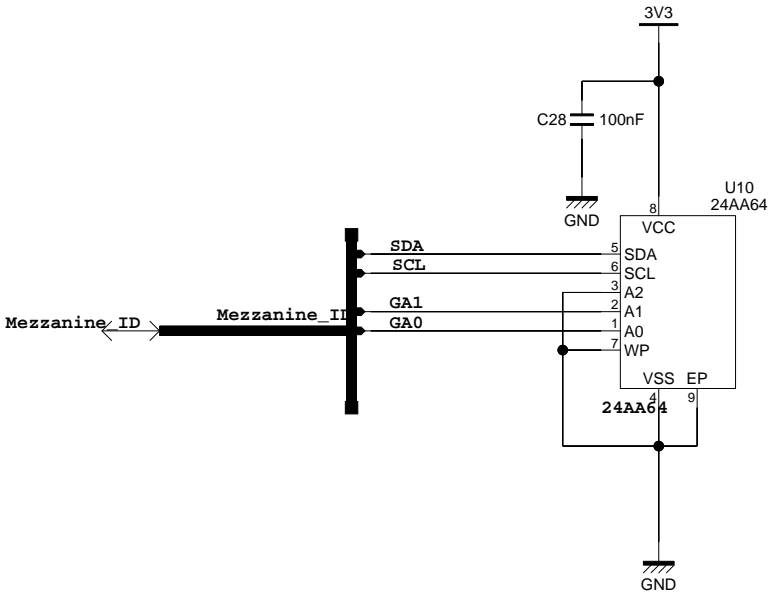 3V3
C28 100nF
GND
U10
24AA64
8
VCC
SDA 5 SDA
SCL 6 SCL
3 A2
GA1 2 A1
Mezzanine_ID Mezzanine_ID GA0 1 A0
7 WP
VSS EP
4 9
24AA64
GND